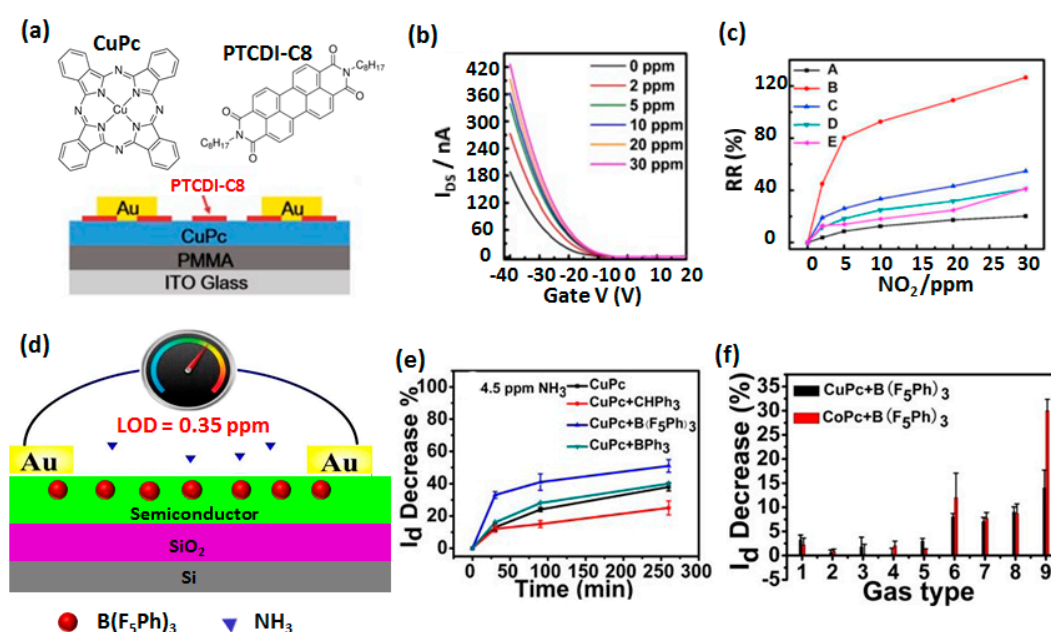 (a)
CuPc
PTCDI-C8
N
N
N
N
Cu
N
N
N
N
C₈H₁₇-N
N-C₈H₁₇
O
O
O
O
PTCDI-C8
Au
Au
CuPc
PMMA
ITO Glass
(b)
I_DS / nA
420
360
300
240
180
120
60
0
0 ppm
2 ppm
5 ppm
10 ppm
20 ppm
30 ppm
-40 -30 -20 -10 0 10 20
Gate V (V)
(c)
RR (%)
120
80
40
0
A
B
C
D
E
0 5 10 15 20 25 30
NO₂/ppm
(d)
LOD = 0.35 ppm
Au
Au
Semiconductor
SiO₂
Si
B(F₅Ph)₃
NH₃
(e)
I_d Decrease %
100
80
60
40
20
0
4.5 ppm NH₃
CuPc
CuPc+CHPh₃
CuPc+B(F₅Ph)₃
CuPc+BPh₃
0 50 100 150 200 250 300
Time (min)
(f)
I_d Decrease (%)
35
30
25
20
15
10
5
0
-5
CuPc+B(F₅Ph)₃
CoPc+B(F₅Ph)₃
1 2 3 4 5 6 7 8 9
Gas type